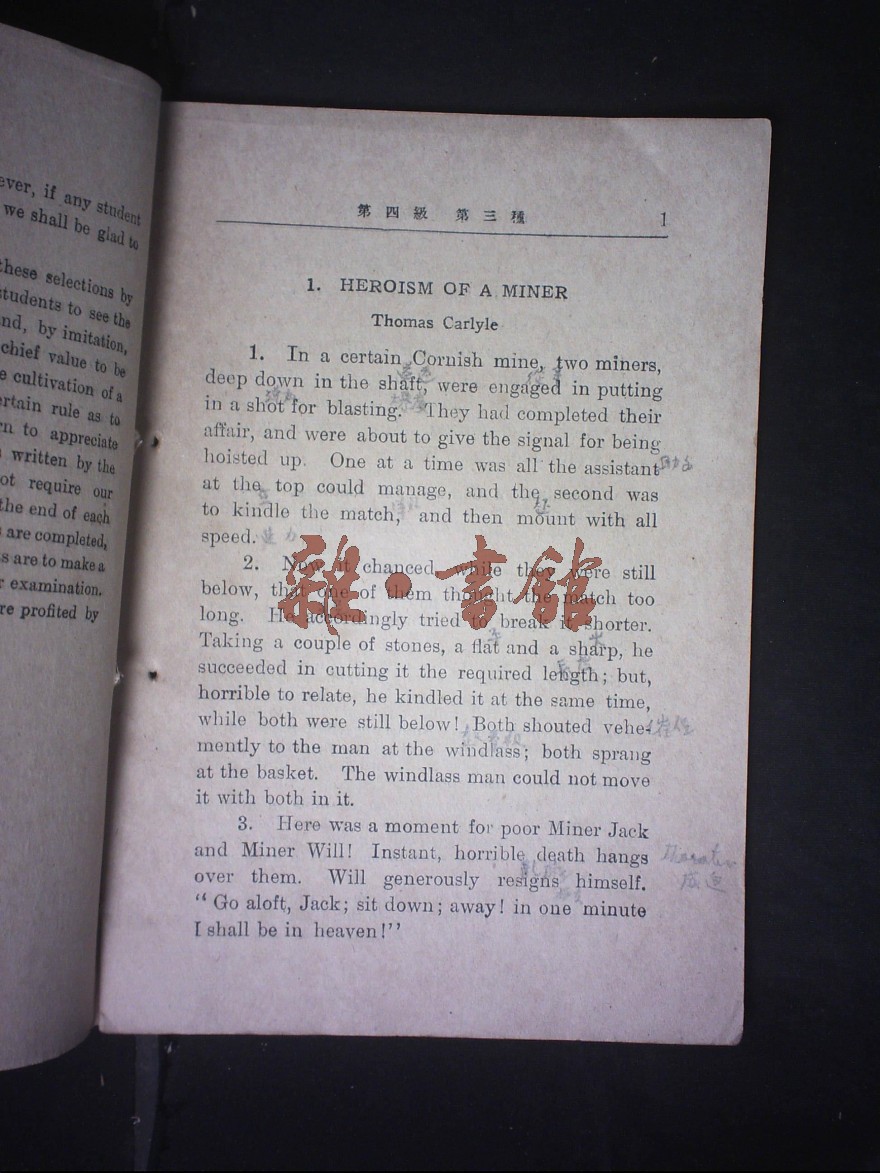 ever, if any student
we shall be glad to
these selections by
students to see the
and, by imitation,
chief value to be
e cultivation of a
ertain rule as to
rn to appreciate
written by the
ot require our
the end of each
s are completed,
s are to make a
r examination.
re profited by
第四級 第三種 1
1. HEROISM OF A MINER
Thomas Carlyle
1. In a certain Cornish mine, two miners,
deep down in the shaft, were engaged in putting
in a shot for blasting. They had completed their
affair, and were about to give the signal for being
hoisted up. One at a time was all the assistant
at the top could manage, and the second was
to kindle the match, and then mount with all
speed.
2. Now it chanced while they were still
below, that one of them thought the match too
long. He accordingly tried to break it shorter.
Taking a couple of stones, a flat and a sharp, he
succeeded in cutting it the required length; but,
horrible to relate, he kindled it at the same time,
while both were still below! Both shouted vehe-
mently to the man at the windlass; both sprang
at the basket. The windlass man could not move
it with both in it.
3. Here was a moment for poor Miner Jack
and Miner Will! Instant, horrible death hangs
over them. Will generously resigns himself.
“Go aloft, Jack; sit down; away! in one minute
I shall be in heaven!”
雜·書館